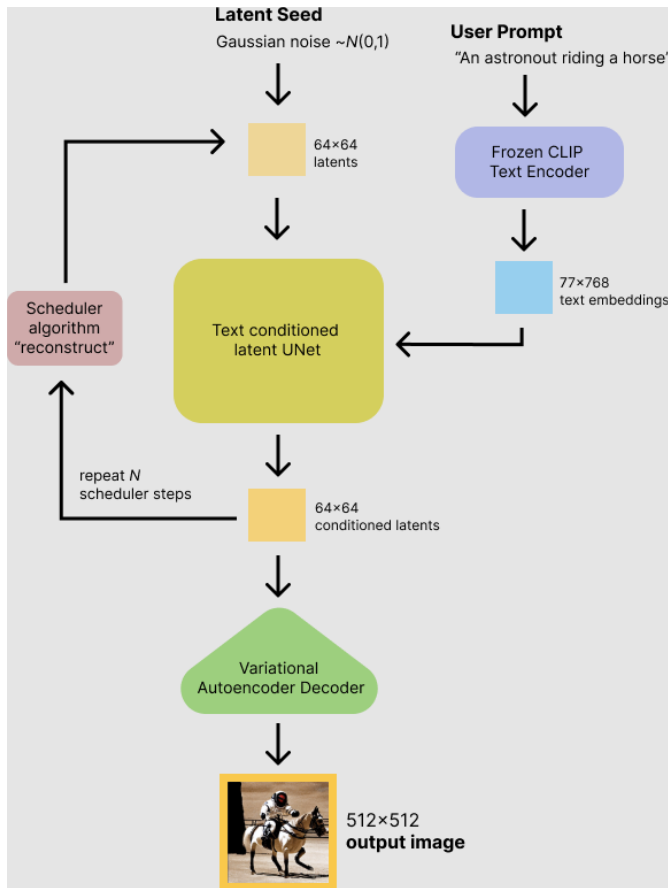 Latent Seed
Gaussian noise ~N(0,1)
User Prompt
“An astronout riding a horse”
64×64
latents
Frozen CLIP
Text Encoder
77×768
text embeddings
Scheduler
algorithm
“reconstruct”
Text conditioned
latent UNet
repeat N
scheduler steps
64×64
conditioned latents
Variational
Autoencoder Decoder
512×512
output image